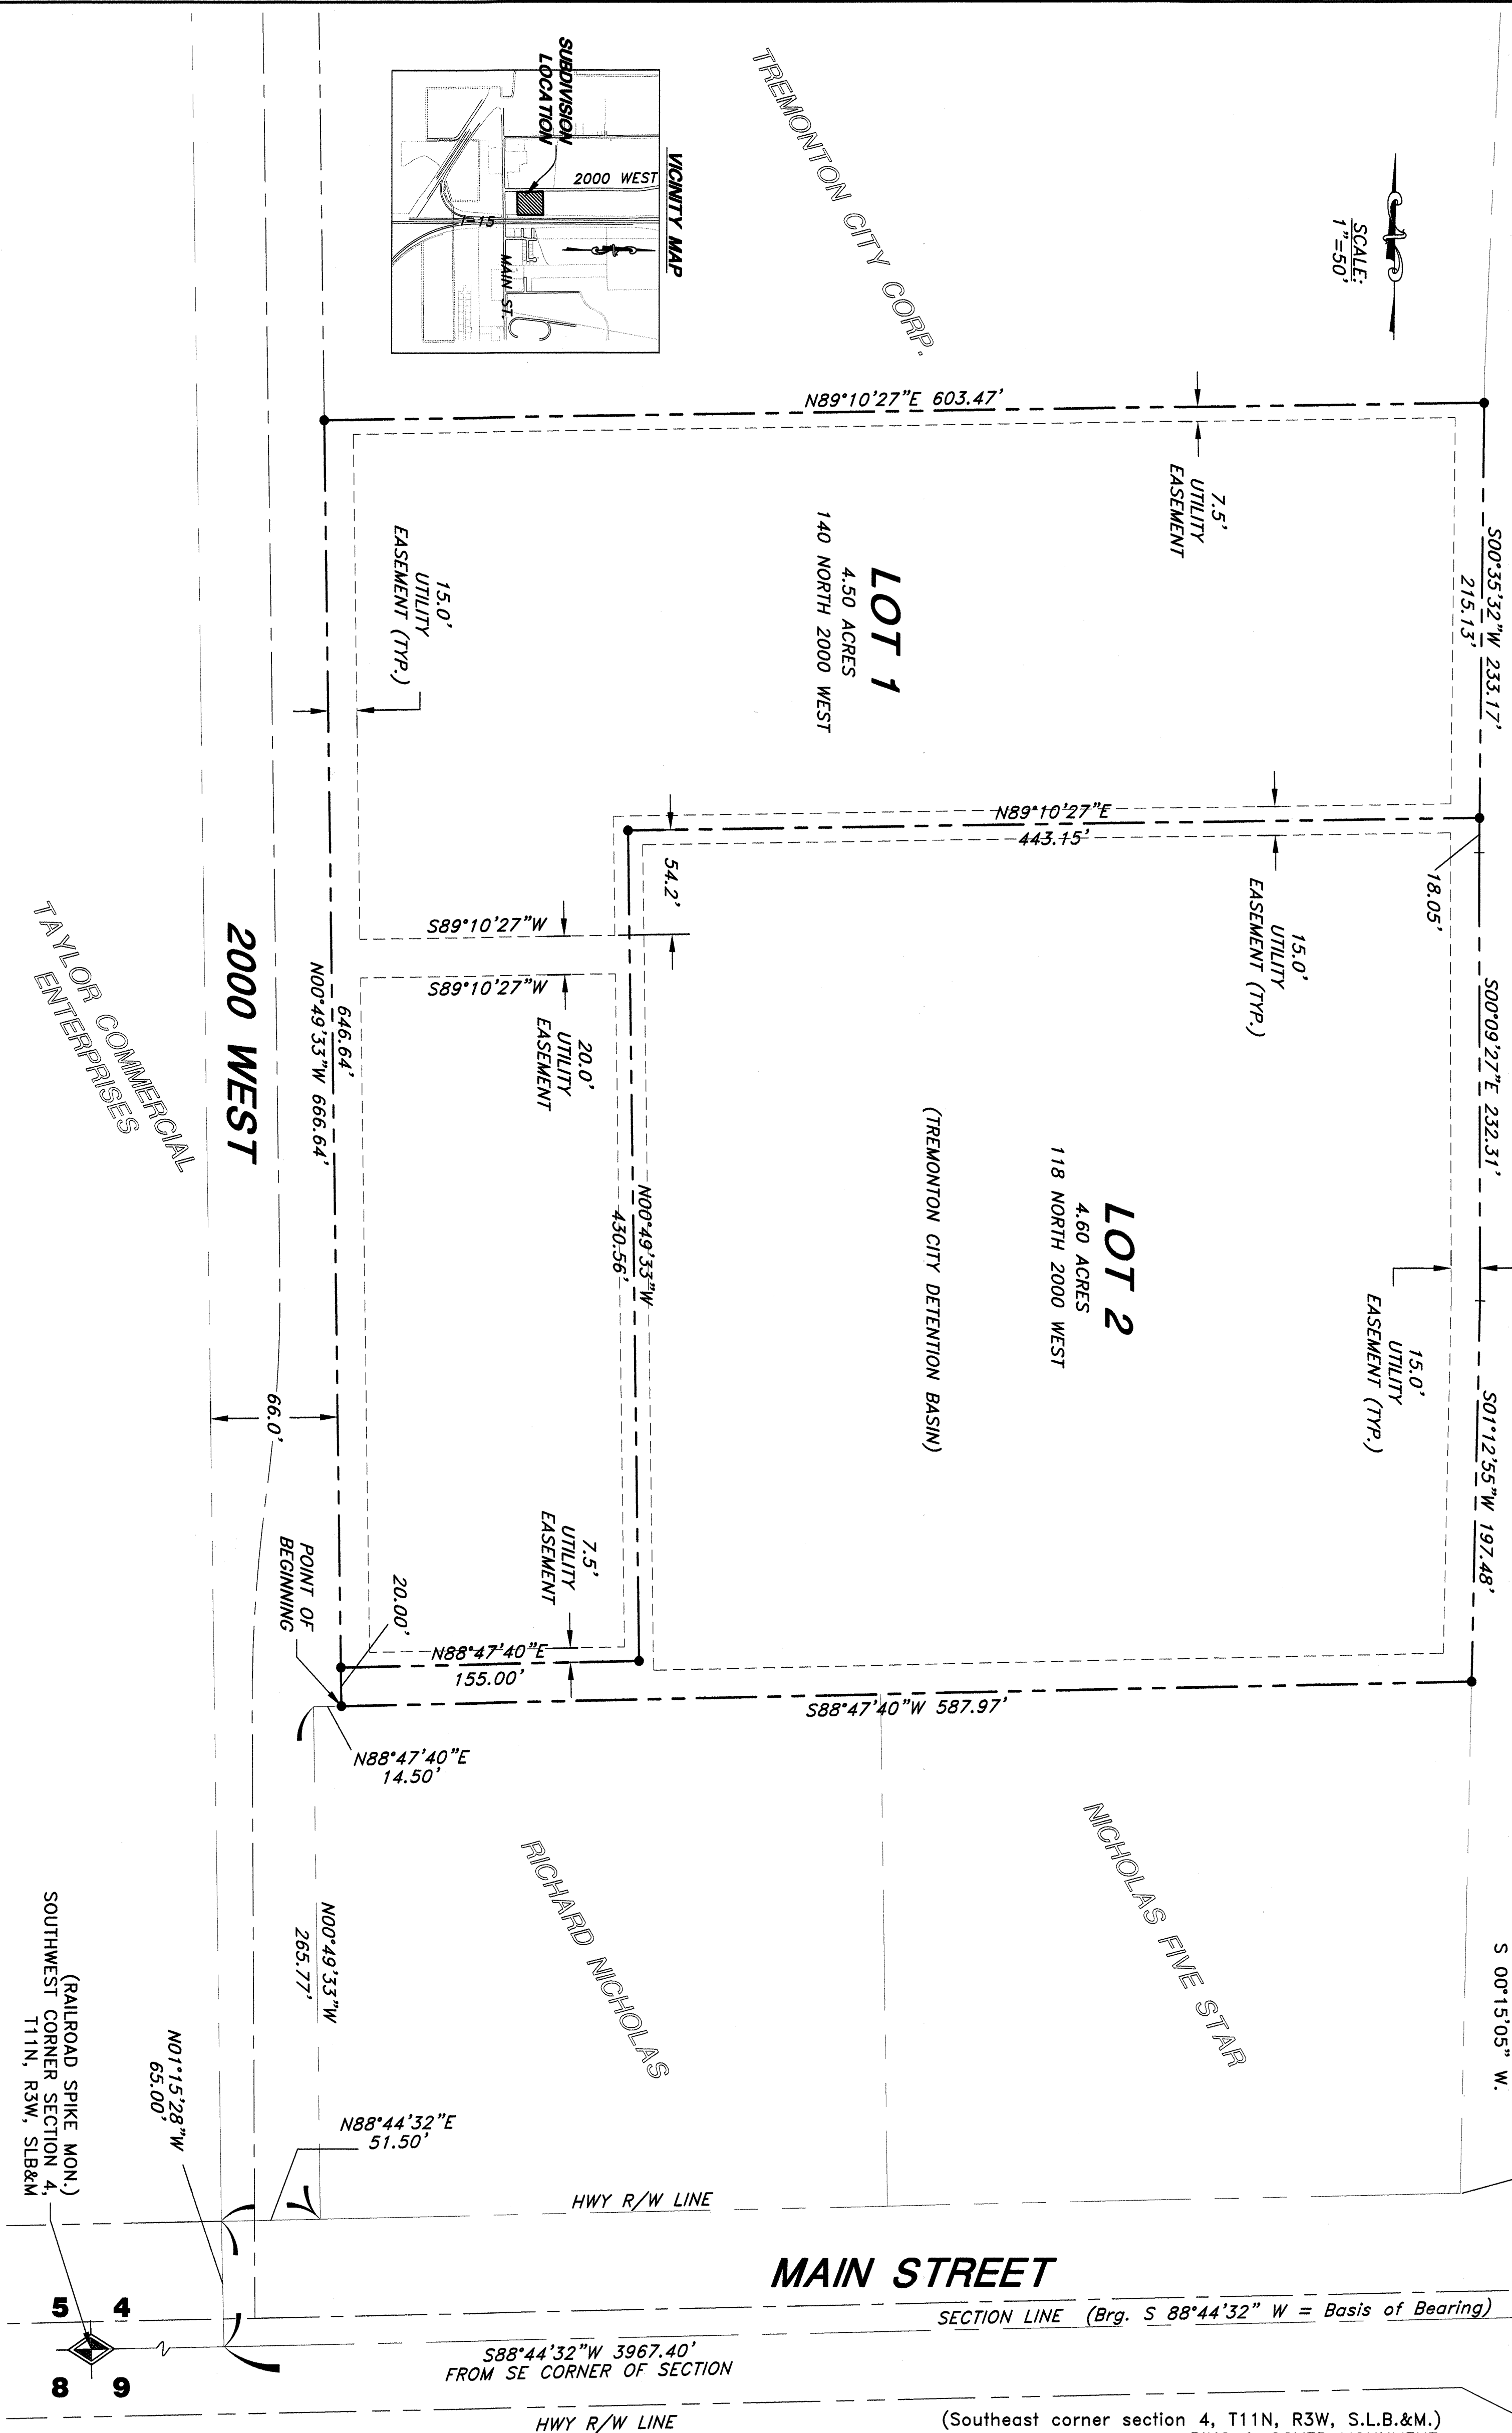 SCALE:
1"=50'
TREMONTON CITY CORP.
VICINITY MAP
SUBDIVISION
LOCATION
2000 WEST
I-15
MAIN ST.
N89°10'27"E 603.47'
S00°35'32"W 233.17'
215.13'
7.5'
UTILITY
EASEMENT
LOT 1
4.50 ACRES
140 NORTH 2000 WEST
15.0'
UTILITY
EASEMENT (TYP.)
N89°10'27"E
443.15'
18.05'
54.2'
15.0'
UTILITY
EASEMENT (TYP.)
S00°09'27"E 232.31'
S89°10'27"W
S89°10'27"W
20.0'
UTILITY
EASEMENT
646.64'
N00°49'33"W 666.64'
2000 WEST
TAYLOR COMMERCIAL
ENTERPRISES
LOT 2
4.60 ACRES
118 NORTH 2000 WEST
(TREMONTON CITY DETENTION BASIN)
N00°49'33"W
430.56'
15.0'
UTILITY
EASEMENT (TYP.)
S01°12'55"W 197.48'
66.0'
7.5'
UTILITY
EASEMENT
POINT OF
BEGINNING
20.00'
N88°47'40"E
155.00'
S88°47'40"W 587.97'
N88°47'40"E
14.50'
NICHOLAS FIVE STAR
RICHARD NICHOLAS
S 00°15'05" W.
N00°49'33"W
265.77'
N01°15'28"W
65.00'
(RAILROAD SPIKE MON.)
SOUTHWEST CORNER SECTION 4,
T11N, R3W, SLB&M
N88°44'32"E
51.50'
HWY R/W LINE
MAIN STREET
SECTION LINE (Brg. S 88°44'32" W = Basis of Bearing)
5 4
8 9
S88°44'32"W 3967.40'
FROM SE CORNER OF SECTION
HWY R/W LINE
(Southeast corner section 4, T11N, R3W, S.L.B.&M.)